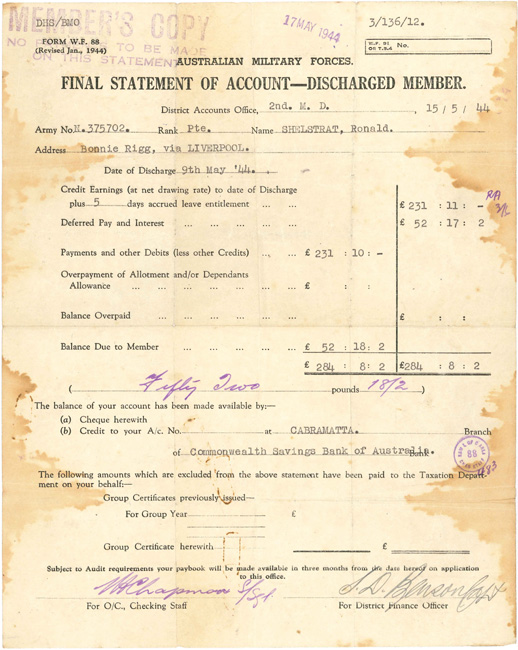 MEMBER'S COPY
NO TO BE MADE
ON THIS STATEMENT
DHS/BMO
FORM W.F. 88
(Revised Jan., 1944)
17 MAY 1944
3/136/12.
No.
AUSTRALIAN MILITARY FORCES.
FINAL STATEMENT OF ACCOUNT—DISCHARGED MEMBER.
District Accounts Office, 2nd. M. D. , 15 / 5 / 44
Army No. N.375702. Rank Pte. Name SHELSTRAT, Ronald.
Address Bonnie Rigg, via LIVERPOOL.
Date of Discharge 9th May '44.
Credit Earnings (at net drawing rate) to Date of Discharge
plus 5 days accrued leave entitlement ... ... £ 231 : 11 : -
Deferred Pay and Interest ... ... ... ... £ 52 : 17 : 2
Payments and other Debits (less other Credits) ... ... £ 231 : 10 : -
Overpayment of Allotment and/or Dependants
Allowance ... ... ... ... ... ... £ :
Balance Overpaid ... ... ... ... £ : :
Balance Due to Member ... ... ... ... £ 52 : 18 : 2
£ 284 : 8 : 2 £284 : 8 : 2
( Fifty Two pounds 18/2 )
The balance of your account has been made available by:—
(a) Cheque herewith
(b) Credit to your A/c. No. at CABRAMATTA. Branch
of Commonwealth Savings Bank of Australia. Bank.
88
The following amounts which are excluded from the above statement have been paid to the Taxation Depart-
ment on your behalf:—
Group Certificates previously issued—
For Group Year £
Group Certificate herewith £
Subject to Audit requirements your paybook will be made available in three months from the date hereof on application
to this office.
Chapman S/Sgt.
For O/C., Checking Staff
For District Finance Officer